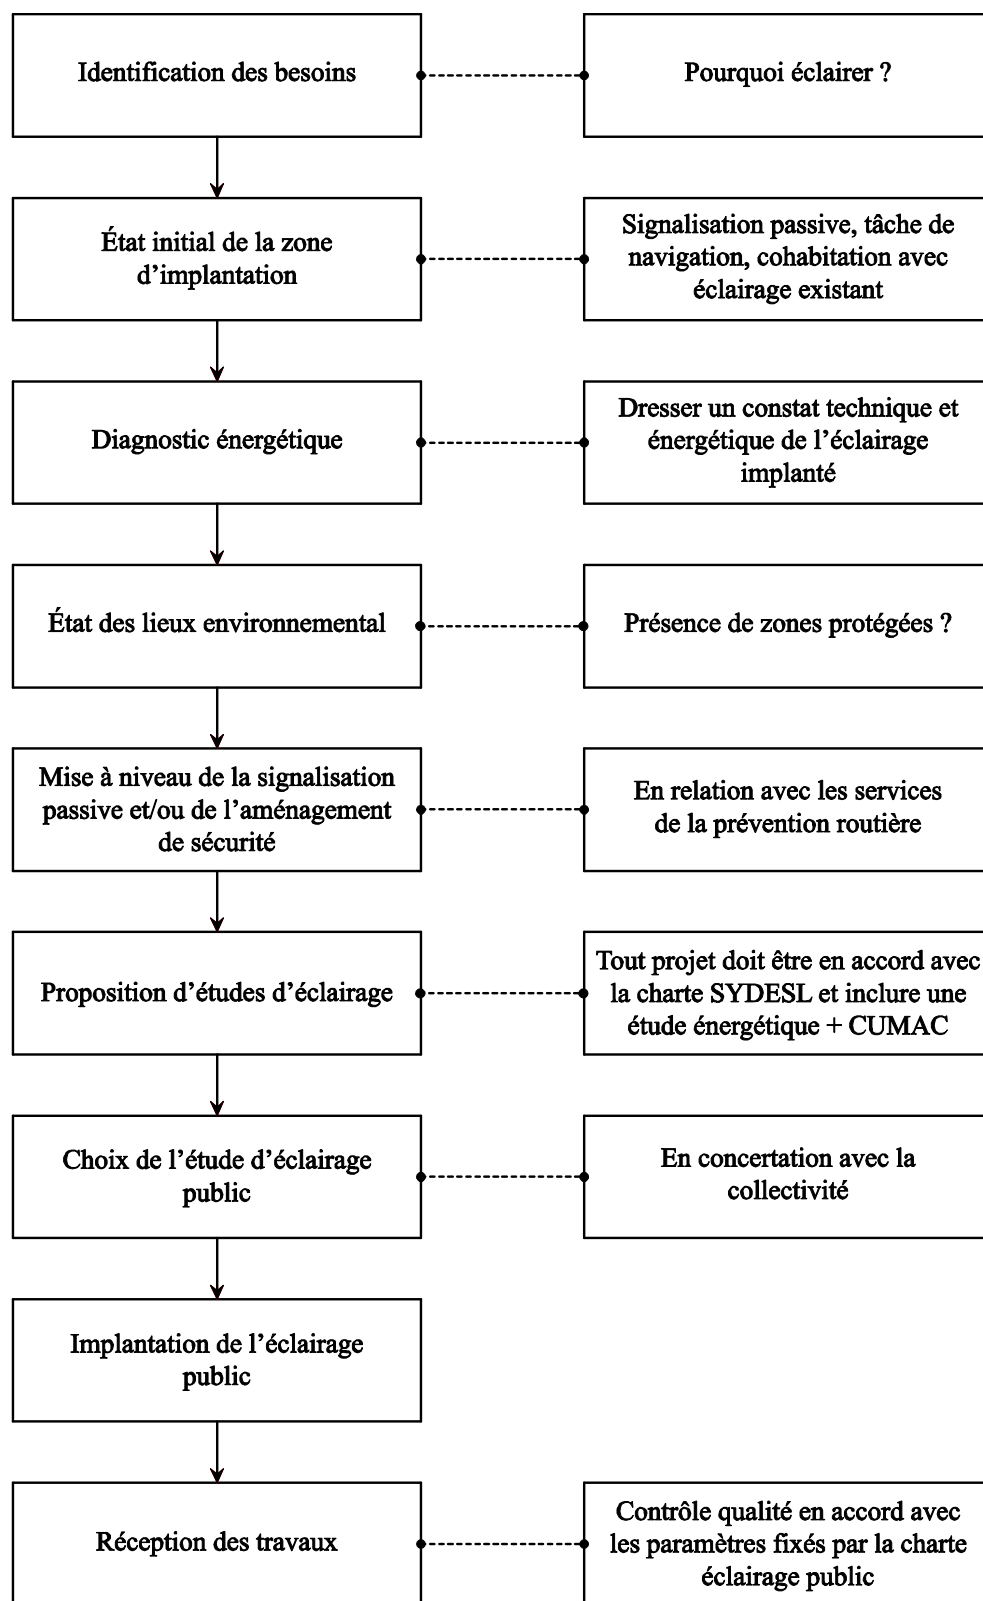 Identification des besoins
Pourquoi éclairer ?
État initial de la zone
d’implantation
Signalisation passive, tâche de
navigation, cohabitation avec
éclairage existant
Diagnostic énergétique
Dresser un constat technique et
énergétique de l’éclairage
implanté
État des lieux environnemental
Présence de zones protégées ?
Mise à niveau de la signalisation
passive et/ou de l’aménagement
de sécurité
En relation avec les services
de la prévention routière
Proposition d’études d’éclairage
Tout projet doit être en accord avec
la charte SYDESL et inclure une
étude énergétique + CUMAC
Choix de l’étude d’éclairage
public
En concertation avec la
collectivité
Implantation de l’éclairage
public
Réception des travaux
Contrôle qualité en accord avec
les paramètres fixés par la charte
éclairage public